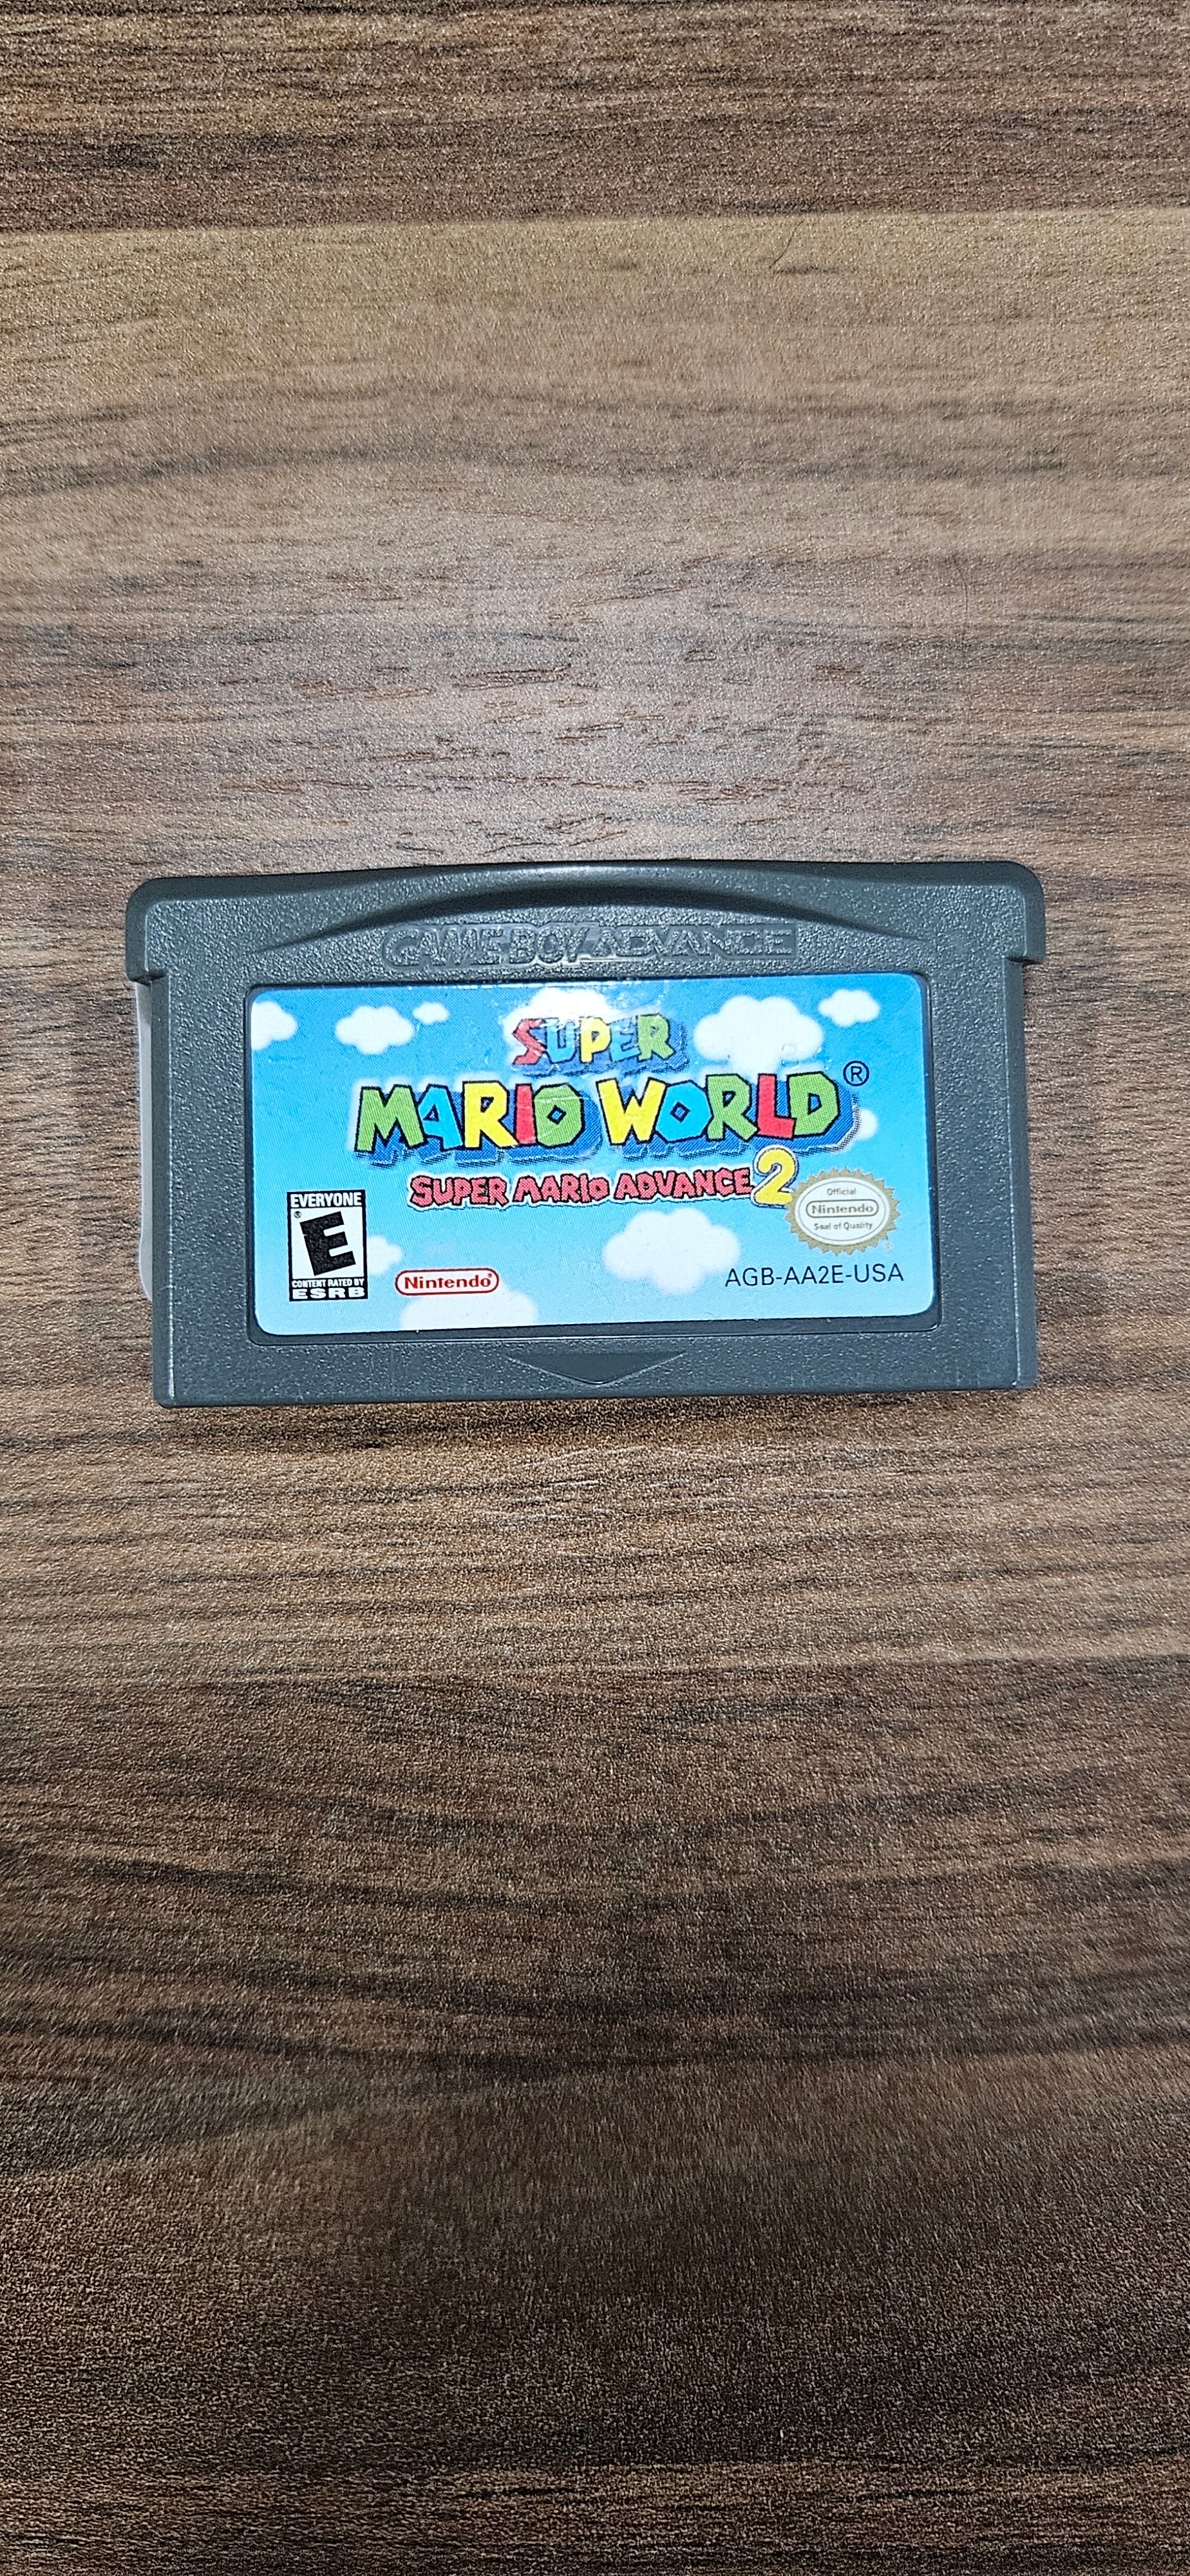 GAME BOY ADVANCE
SUPER
MARIO WORLD®
SUPER MARIO ADVANCE 2
EVERYONE
E
CONTENT RATED BY
ESRB
Nintendo®
Official
Nintendo
Seal of Quality
AGB-AA2E-USA